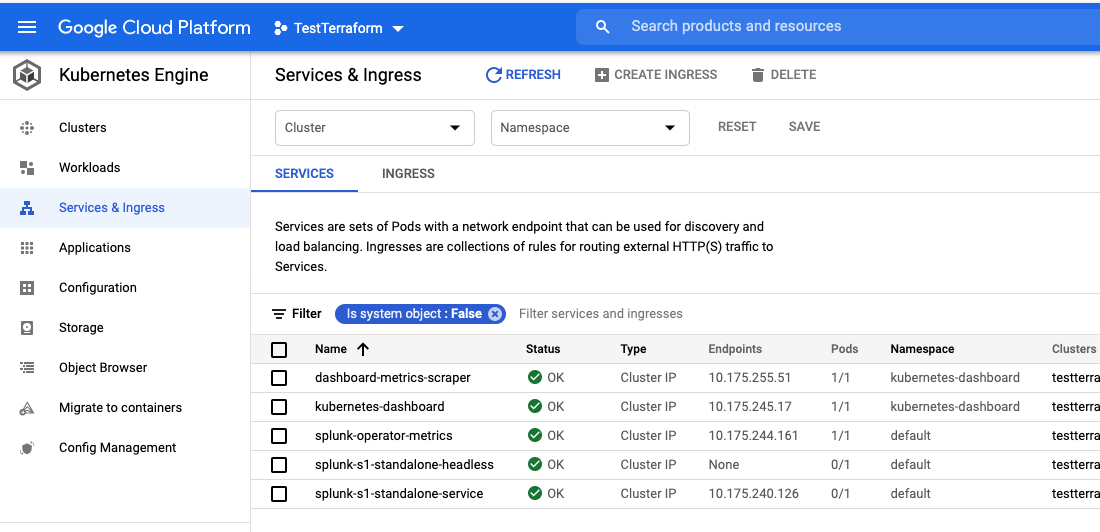 Google Cloud Platform TestTerraform Search products and resources
Kubernetes Engine
Clusters
Workloads
Services & Ingress
Applications
Configuration
Storage
Object Browser
Migrate to containers
Config Management
Services & Ingress REFRESH CREATE INGRESS DELETE
Cluster Namespace RESET SAVE
SERVICES INGRESS
Services are sets of Pods with a network endpoint that can be used for discovery and
load balancing. Ingresses are collections of rules for routing external HTTP(S) traffic to
Services.
Filter Is system object : False Filter services and ingresses
Name Status Type Endpoints Pods Namespace Clusters
dashboard-metrics-scraper OK Cluster IP 10.175.255.51 1/1 kubernetes-dashboard testterra
kubernetes-dashboard OK Cluster IP 10.175.245.17 1/1 kubernetes-dashboard testterra
splunk-operator-metrics OK Cluster IP 10.175.244.161 1/1 default testterra
splunk-s1-standalone-headless OK Cluster IP None 0/1 default testterra
splunk-s1-standalone-service OK Cluster IP 10.175.240.126 0/1 default testterra